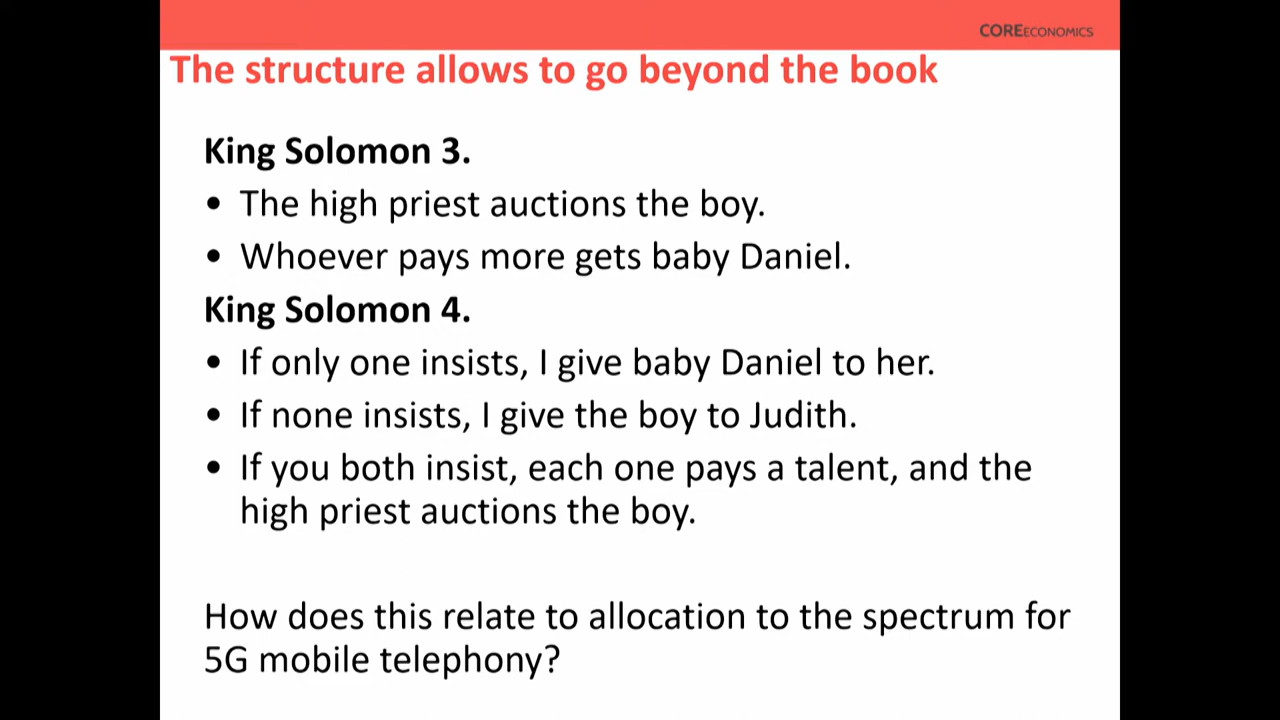 COREECONOMICS
The structure allows to go beyond the book
King Solomon 3.
• The high priest auctions the boy.
• Whoever pays more gets baby Daniel.
King Solomon 4.
• If only one insists, I give baby Daniel to her.
• If none insists, I give the boy to Judith.
• If you both insist, each one pays a talent, and the
high priest auctions the boy.
How does this relate to allocation to the spectrum for
5G mobile telephony?